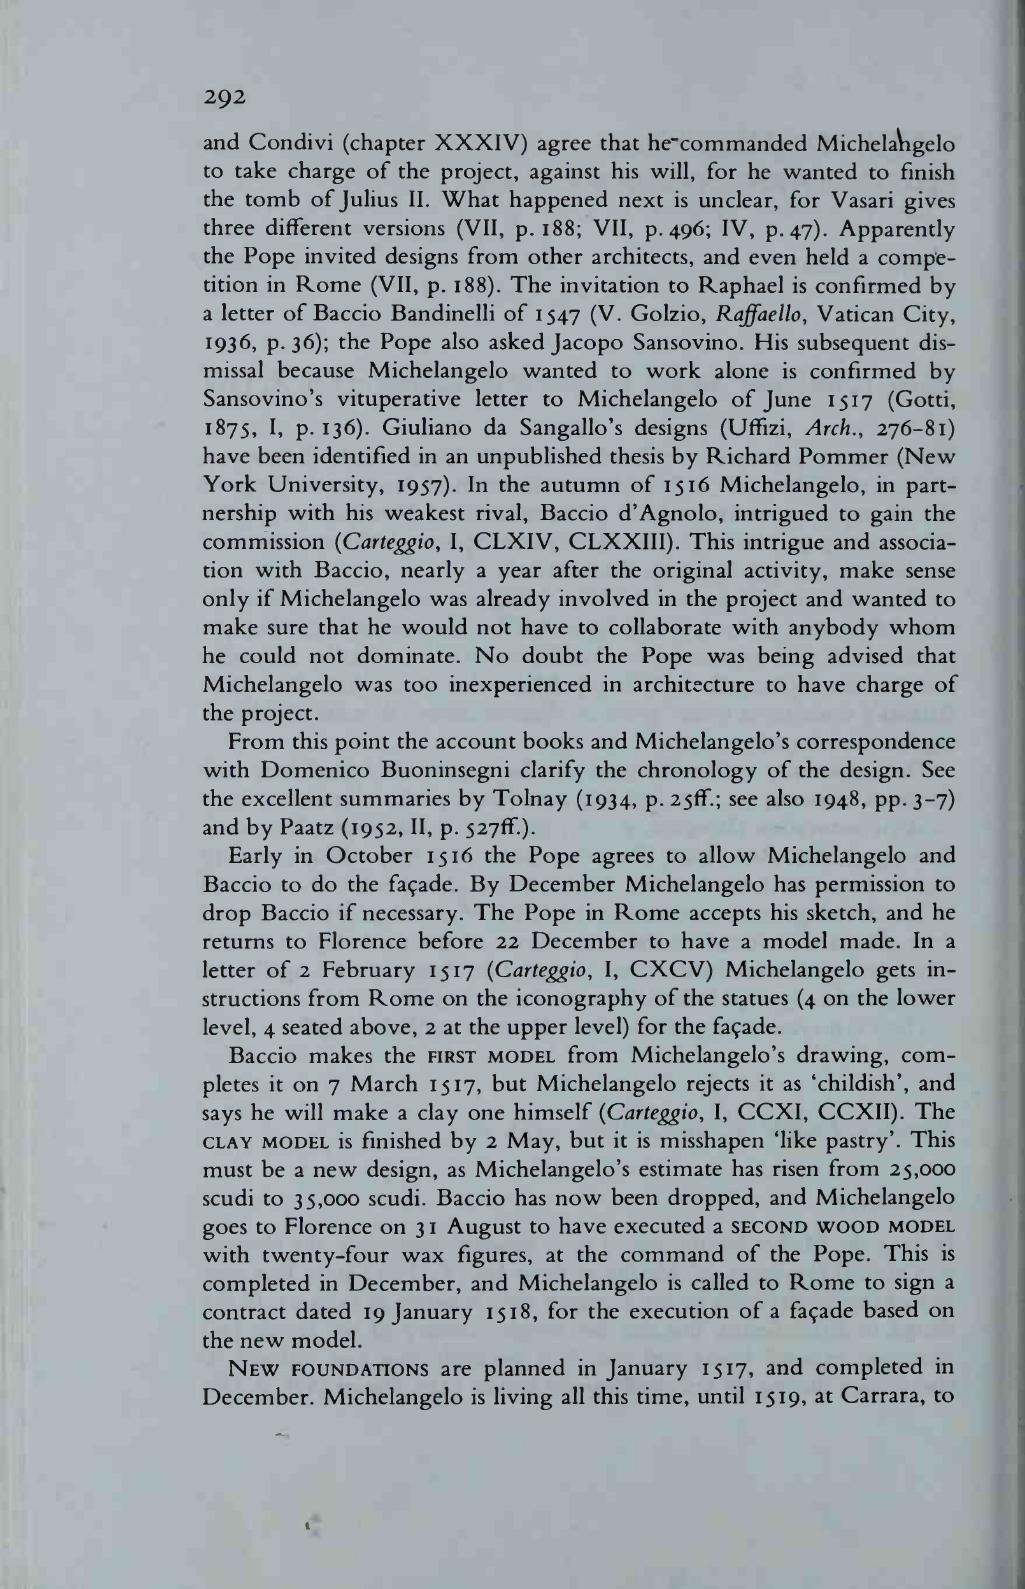 292
and Condivi (chapter XXXIV) agree that he commanded Michelangelo
to take charge of the project, against his will, for he wanted to finish
the tomb of Julius II. What happened next is unclear, for Vasari gives
three different versions (VII, p. 188; VII, p. 496; IV, p. 47). Apparently
the Pope invited designs from other architects, and even held a compe-
tition in Rome (VII, p. 188). The invitation to Raphael is confirmed by
a letter of Baccio Bandinelli of 1547 (V. Golzio, Raffaello, Vatican City,
1936, p. 36); the Pope also asked Jacopo Sansovino. His subsequent dis-
missal because Michelangelo wanted to work alone is confirmed by
Sansovino's vituperative letter to Michelangelo of June 1517 (Gotti,
1875, I, p. 136). Giuliano da Sangallo's designs (Uffizi, Arch., 276–81)
have been identified in an unpublished thesis by Richard Pommer (New
York University, 1957). In the autumn of 1516 Michelangelo, in part-
nership with his weakest rival, Baccio d'Agnolo, intrigued to gain the
commission (Carteggio, I, CLXIV, CLXXIII). This intrigue and associa-
tion with Baccio, nearly a year after the original activity, make sense
only if Michelangelo was already involved in the project and wanted to
make sure that he would not have to collaborate with anybody whom
he could not dominate. No doubt the Pope was being advised that
Michelangelo was too inexperienced in architecture to have charge of
the project.
From this point the account books and Michelangelo's correspondence
with Domenico Buoninsegni clarify the chronology of the design. See
the excellent summaries by Tolnay (1934, p. 25ff.; see also 1948, pp. 3–7)
and by Paatz (1952, II, p. 527ff.).
Early in October 1516 the Pope agrees to allow Michelangelo and
Baccio to do the façade. By December Michelangelo has permission to
drop Baccio if necessary. The Pope in Rome accepts his sketch, and he
returns to Florence before 22 December to have a model made. In a
letter of 2 February 1517 (Carteggio, I, CXCV) Michelangelo gets in-
structions from Rome on the iconography of the statues (4 on the lower
level, 4 seated above, 2 at the upper level) for the façade.
Baccio makes the FIRST MODEL from Michelangelo's drawing, com-
pletes it on 7 March 1517, but Michelangelo rejects it as 'childish', and
says he will make a clay one himself (Carteggio, I, CCXI, CCXII). The
CLAY MODEL is finished by 2 May, but it is misshapen 'like pastry'. This
must be a new design, as Michelangelo's estimate has risen from 25,000
scudi to 35,000 scudi. Baccio has now been dropped, and Michelangelo
goes to Florence on 31 August to have executed a SECOND WOOD MODEL
with twenty-four wax figures, at the command of the Pope. This is
completed in December, and Michelangelo is called to Rome to sign a
contract dated 19 January 1518, for the execution of a façade based on
the new model.
NEW FOUNDATIONS are planned in January 1517, and completed in
December. Michelangelo is living all this time, until 1519, at Carrara, to